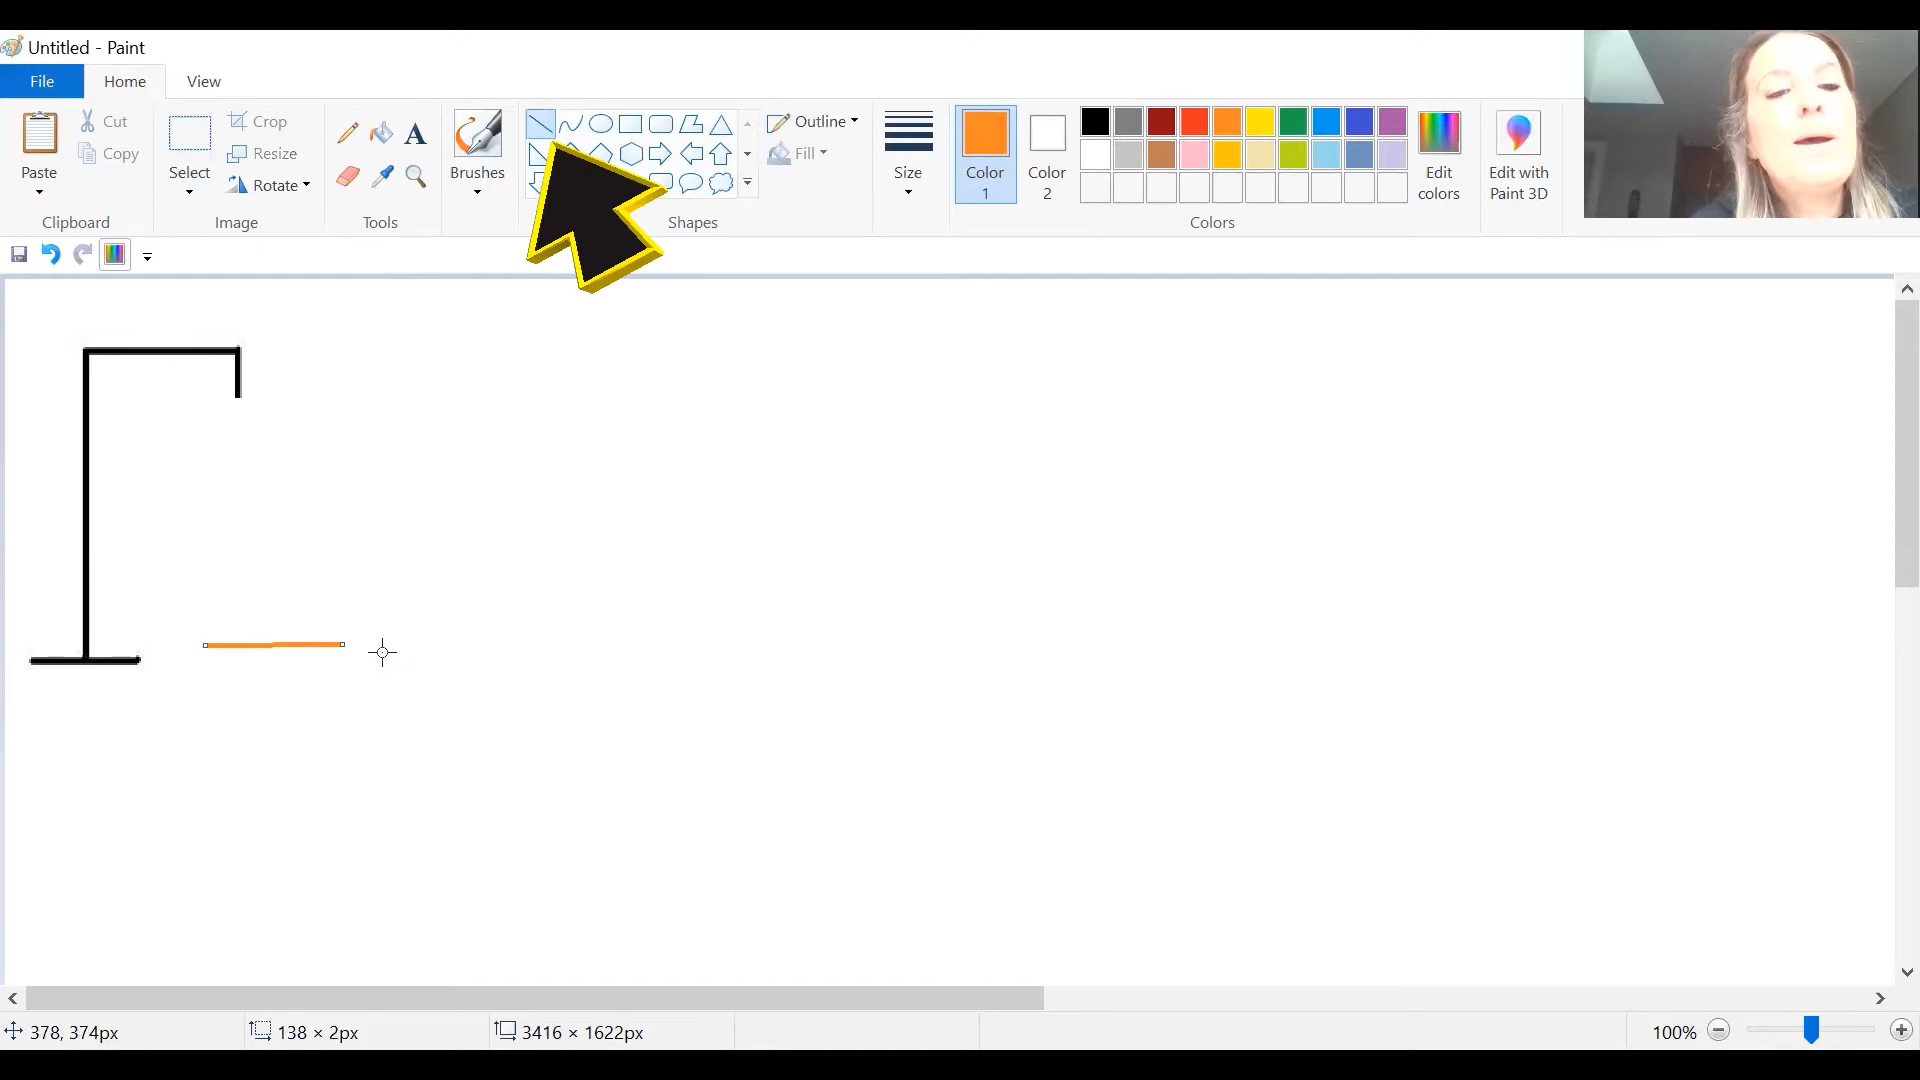 Untitled - Paint
File Home View
Paste
Cut
Copy
Clipboard
Select
Crop
Resize
Rotate
Image
A
Tools
Brushes
Outline
Fill
Shapes
Size
Color
1
Color
2
Edit
colors
Colors
Edit with
Paint 3D
378, 374px
138 × 2px
3416 × 1622px
100%